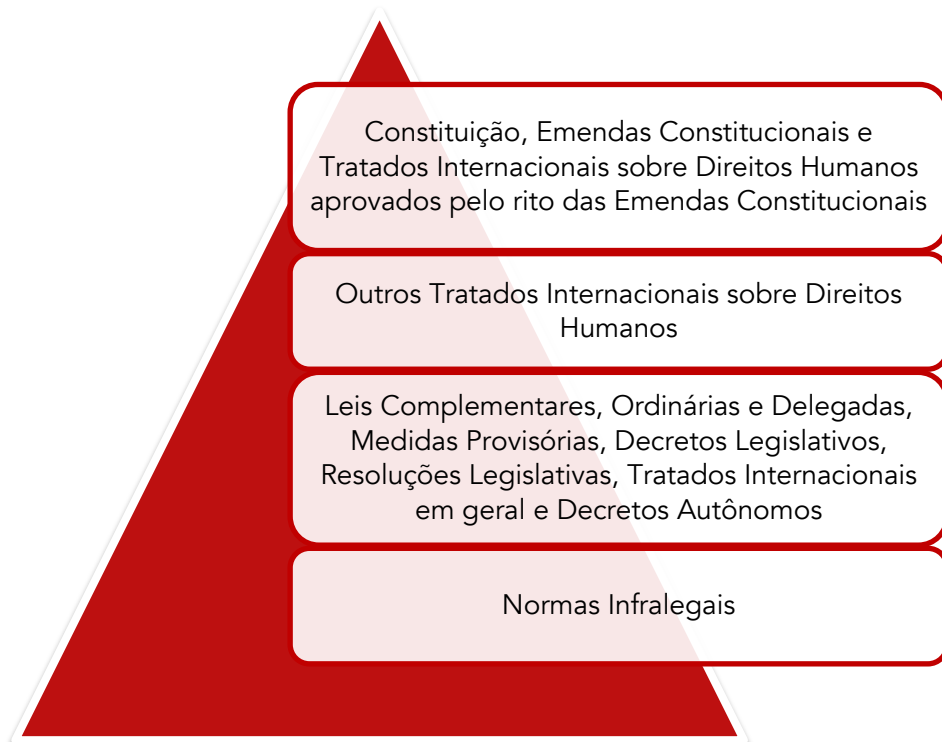 Constituição, Emendas Constitucionais e
Tratados Internacionais sobre Direitos Humanos
aprovados pelo rito das Emendas Constitucionais
Outros Tratados Internacionais sobre Direitos
Humanos
Leis Complementares, Ordinárias e Delegadas,
Medidas Provisórias, Decretos Legislativos,
Resoluções Legislativas, Tratados Internacionais
em geral e Decretos Autônomos
Normas Infralegais